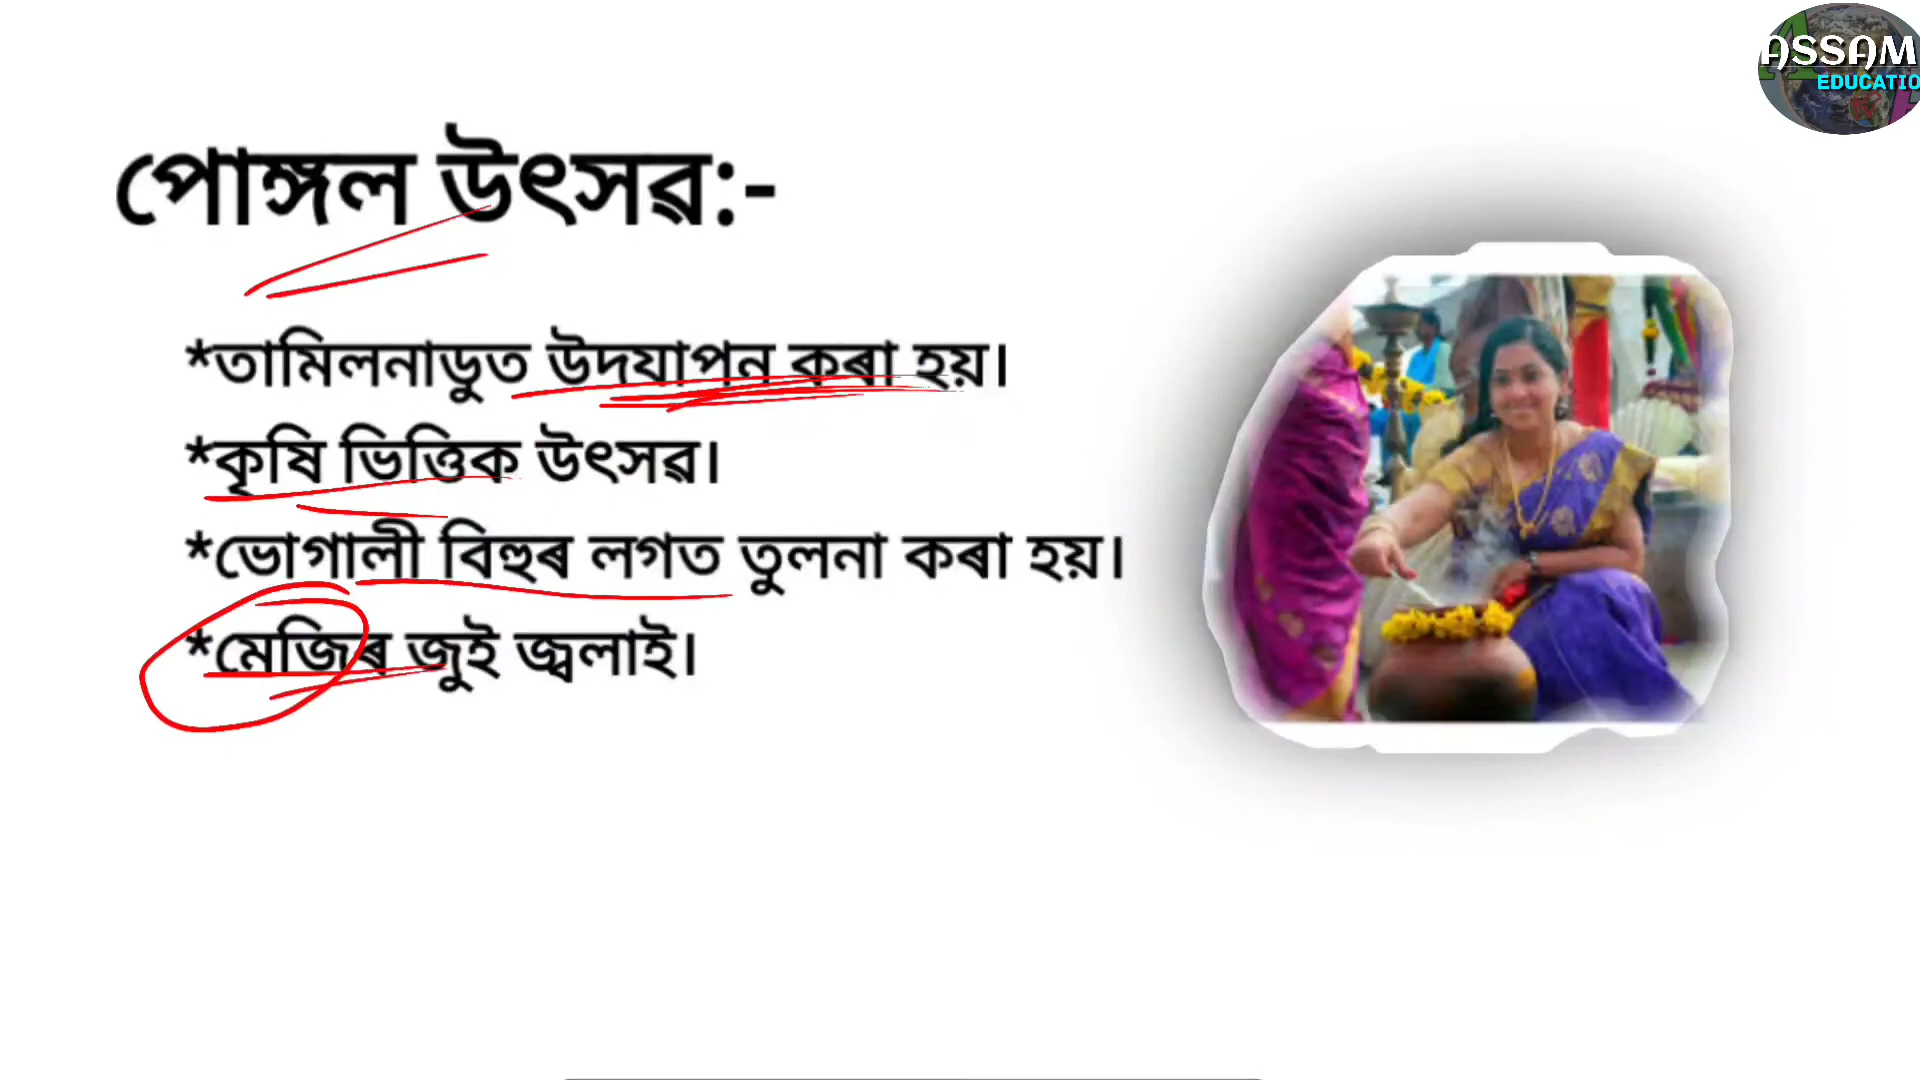 ASSAM
EDUCATIO
পোঙ্গল উৎসৱ:-
*তামিলনাডুত উদযাপন কৰা হয়।
*কৃষি ভিত্তিক উৎসৱ।
*ভোগালী বিহুৰ লগত তুলনা কৰা হয়।
*মেজিৰ জুই জ্বলাই।